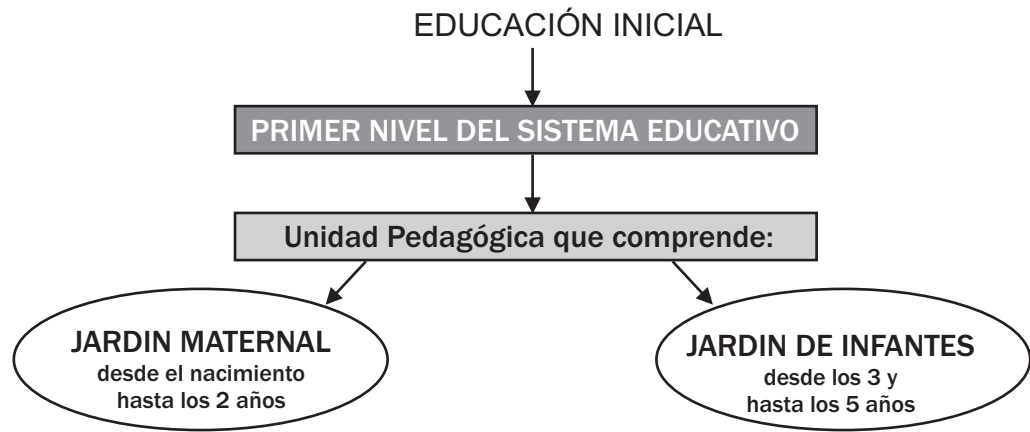 EDUCACIÓN INICIAL
PRIMER NIVEL DEL SISTEMA EDUCATIVO
Unidad Pedagógica que comprende:
JARDIN MATERNAL
desde el nacimiento
hasta los 2 años
JARDIN DE INFANTES
desde los 3 y
hasta los 5 años